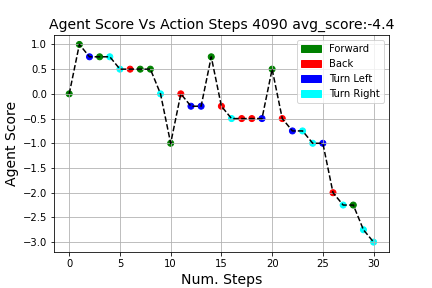 Agent Score Vs Action Steps 4090 avg_score:-4.4
Agent Score
1.0
0.5
0.0
−0.5
−1.0
−1.5
−2.0
−2.5
−3.0
Forward
Back
Turn Left
Turn Right
0 5 10 15 20 25 30
Num. Steps